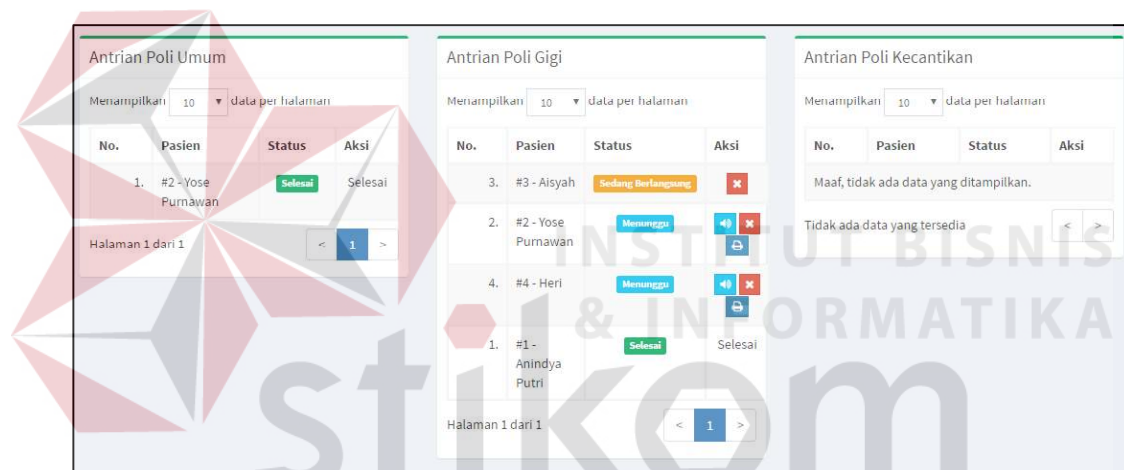 Antrian Poli Umum
Menampilkan 10 data per halaman
No. Pasien Status Aksi
1. #2 - Yose Purnawan Selesai Selesai
Halaman 1 dari 1 < 1 >
Antrian Poli Gigi
Menampilkan 10 data per halaman
No. Pasien Status Aksi
3. #3 - Aisyah Sedang Berlangsung
2. #2 - Yose Purnawan Menunggu
4. #4 - Heri Menunggu
1. #1 - Anindya Putri Selesai Selesai
Halaman 1 dari 1 < 1 >
Antrian Poli Kecantikan
Menampilkan 10 data per halaman
No. Pasien Status Aksi
Maaf, tidak ada data yang ditampilkan.
Tidak ada data yang tersedia < >
INSTITUT BISNIS
& INFORMATIKA
stikom